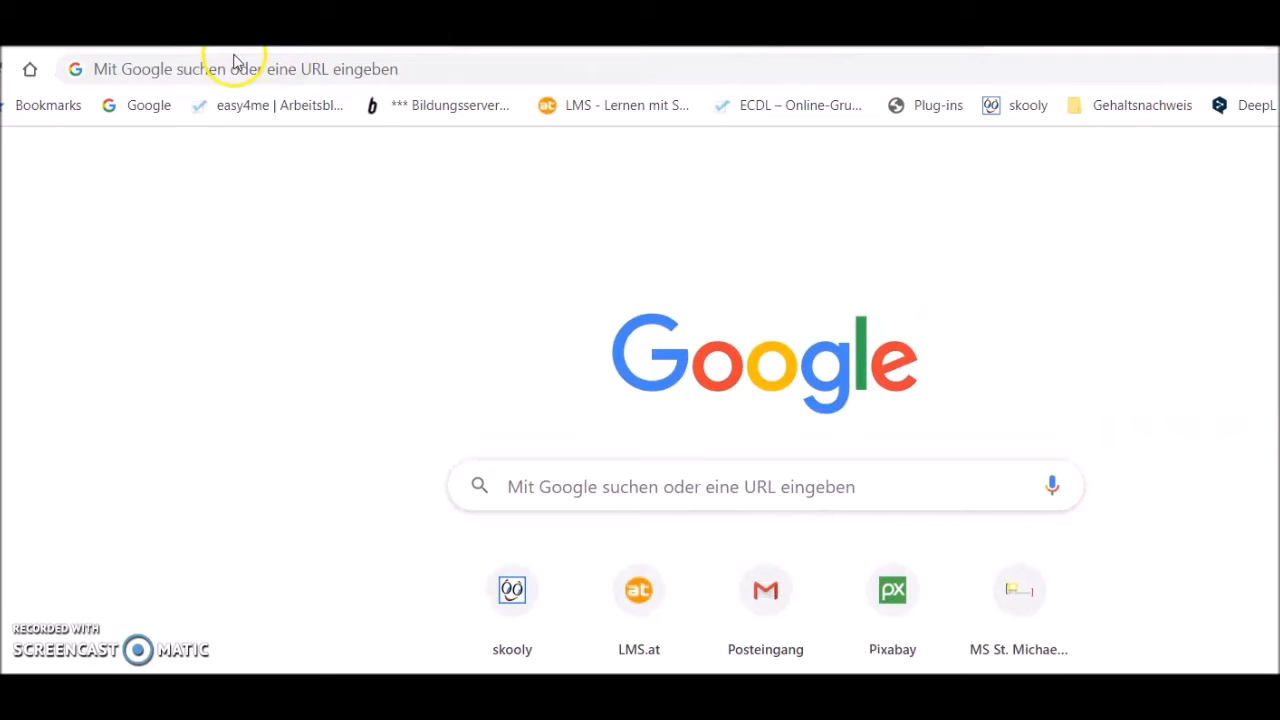 Mit Google suchen oder eine URL eingeben
Bookmarks Google easy4me | Arbeitsbl... *** Bildungsserver... LMS - Lernen mit S... ECDL – Online-Gru... Plug-ins skooly Gehaltsnachweis DeepL
Google
Mit Google suchen oder eine URL eingeben
skooly LMS.at Posteingang Pixabay MS St. Michae...
RECORDED WITH
SCREENCAST MATIC